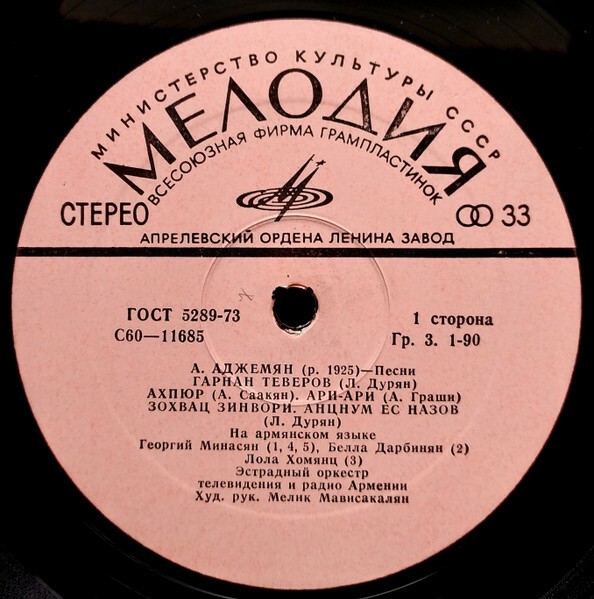 МИНИСТЕРСТВО КУЛЬТУРЫ СССР
МЕЛОДИЯ
ВСЕСОЮЗНАЯ ФИРМА ГРАМПЛАСТИНОК
СТЕРЕО 33
АПРЕЛЕВСКИЙ ОРДЕНА ЛЕНИНА ЗАВОД
ГОСТ 5289-73 1 сторона
С60—11685 Гр. 3. 1-90
А. АДЖЕМЯН (р. 1925)—Песни
ГАРНАН ТЕВЕРОВ (Л. Дурян)
АХПЮР (А. Саакян). АРИ-АРИ (А. Граши)
ЗОХВАЦ ЗИНВОРИ. АНЦНУМ ЕС НАЗОВ
(Л. Дурян)
На армянском языке
Георгий Минасян (1, 4, 5), Белла Дарбинян (2)
Лола Хомянц (3)
Эстрадный оркестр
телевидения и радио Армении
Худ. рук. Мелик Мависакалян